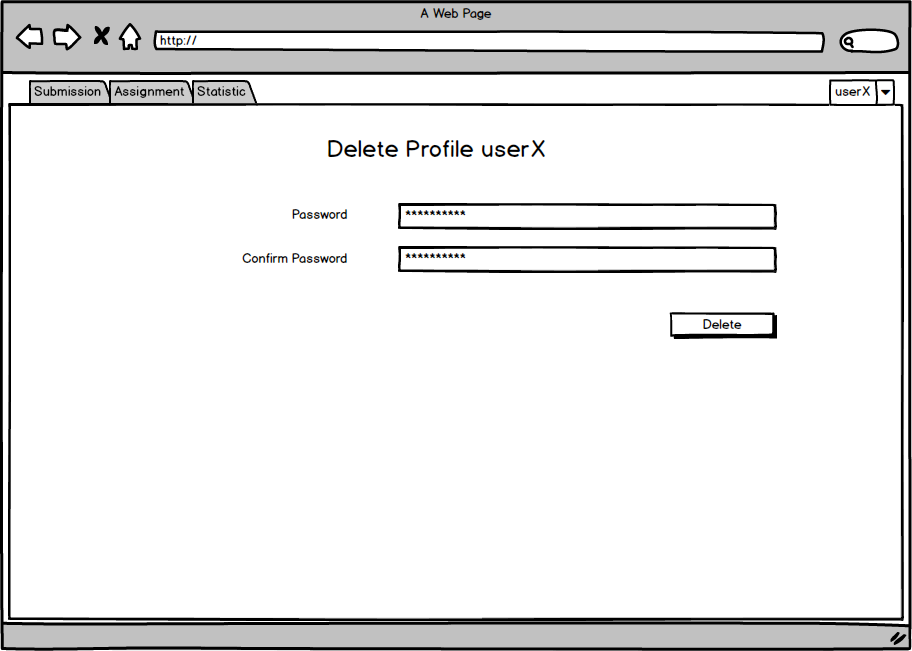 A Web Page
http://
Submission Assignment Statistic userX
Delete Profile userX
Password **********
Confirm Password **********
Delete